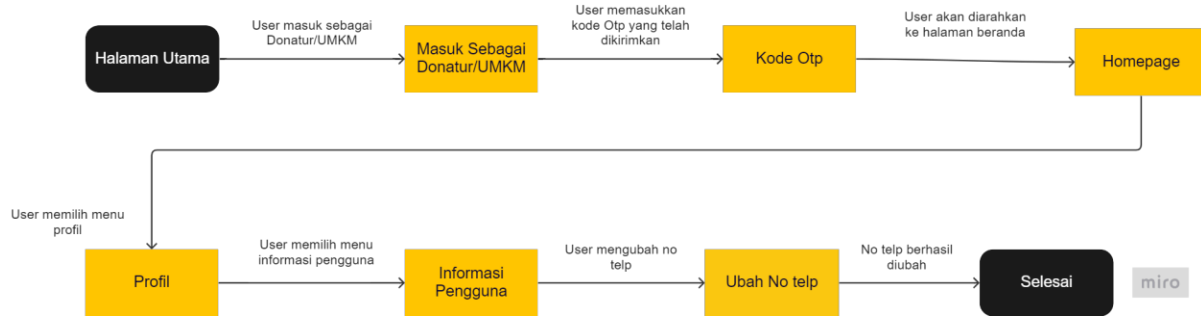 Halaman Utama
User masuk sebagai
Donatur/UMKM
Masuk Sebagai
Donatur/UMKM
User memasukkan
kode Otp yang telah
dikirimkan
Kode Otp
User akan diarahkan
ke halaman beranda
Homepage
User memilih menu
profil
Profil
User memilih menu
informasi pengguna
Informasi
Pengguna
User mengubah no
telp
Ubah No telp
No telp berhasil
diubah
Selesai
miro